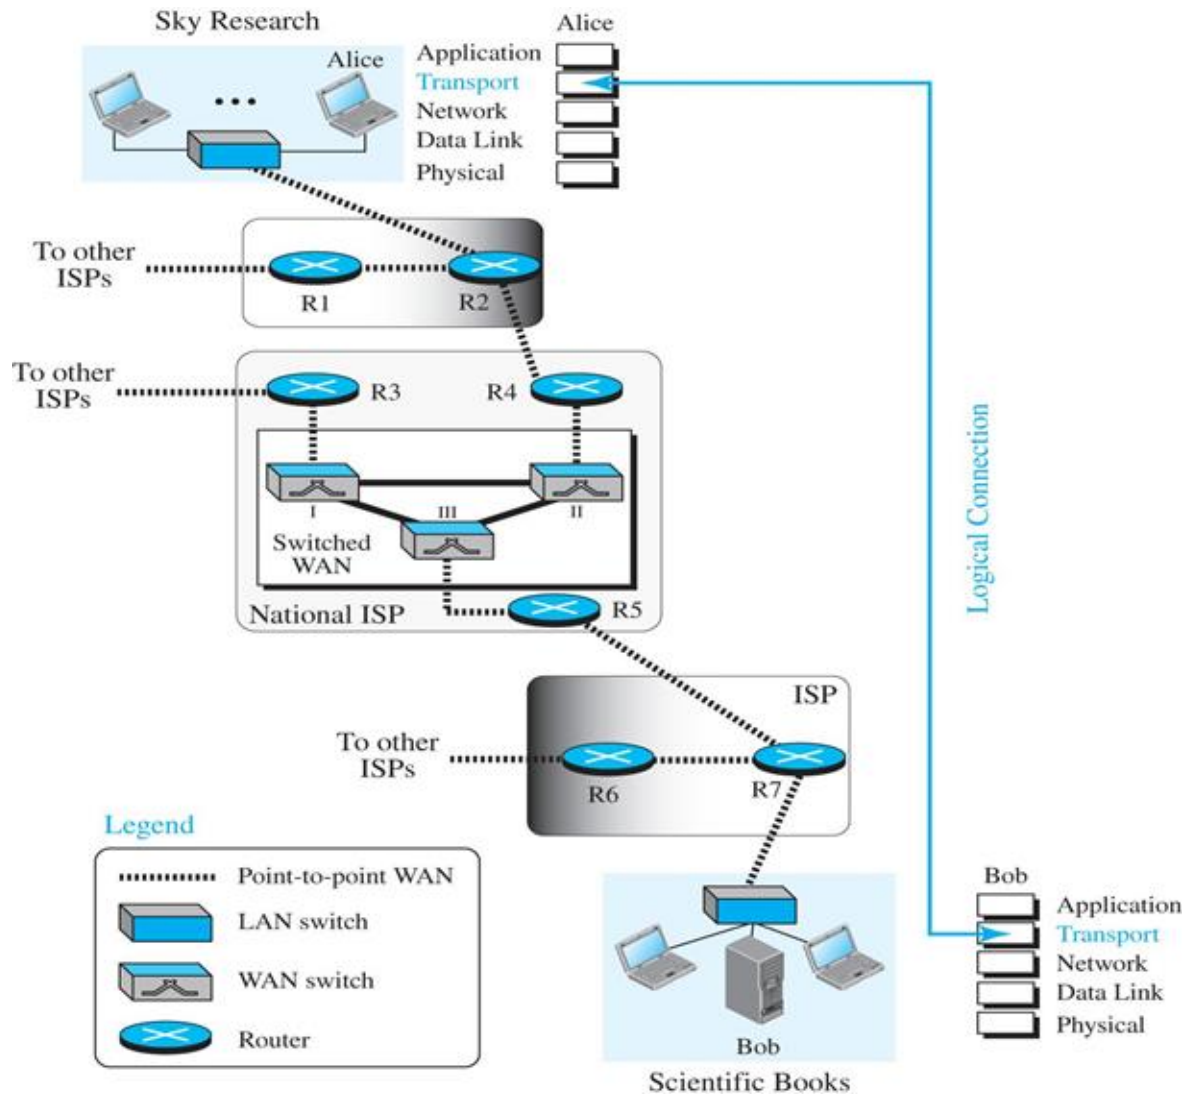 Sky Research
Alice
Alice
Application
Transport
Network
Data Link
Physical
To other
ISPs
R1
R2
To other
ISPs
R3
R4
I
III
II
Switched
WAN
National ISP
R5
Logical Connection
ISP
To other
ISPs
R6
R7
Legend
Point-to-point WAN
LAN switch
WAN switch
Router
Bob
Scientific Books
Bob
Application
Transport
Network
Data Link
Physical